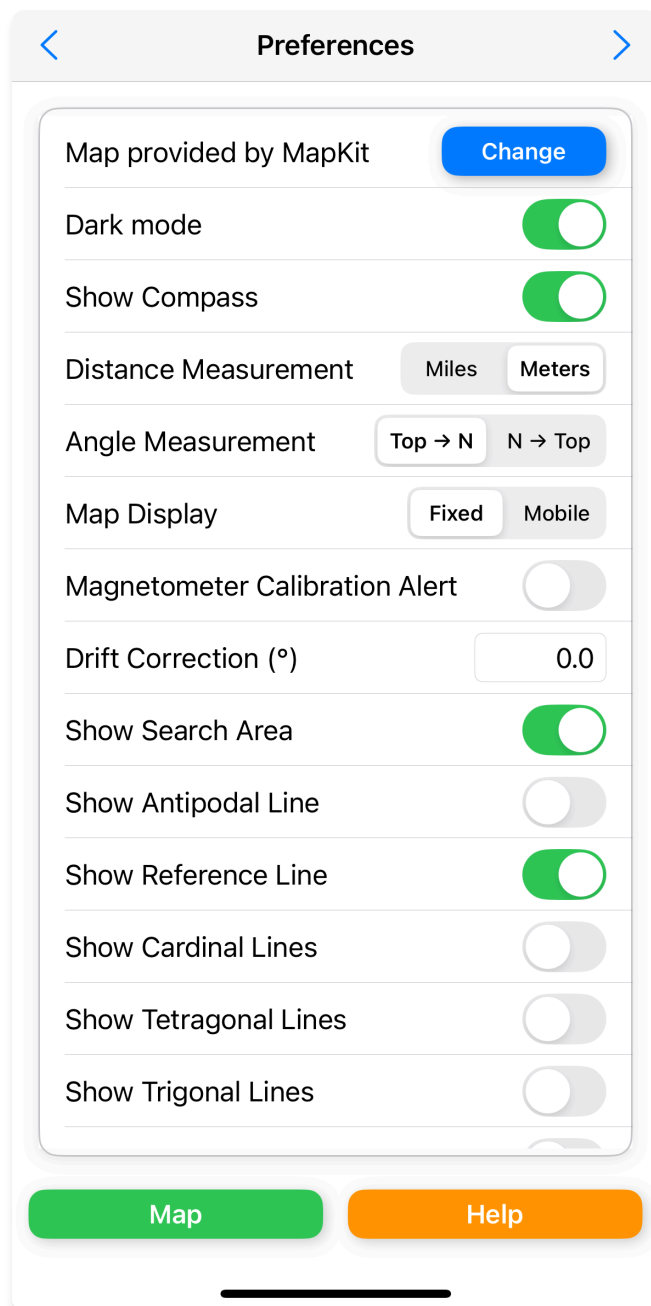 Preferences
Map provided by MapKit Change
Dark mode
Show Compass
Distance Measurement Miles Meters
Angle Measurement Top → N N → Top
Map Display Fixed Mobile
Magnetometer Calibration Alert
Drift Correction (°) 0.0
Show Search Area
Show Antipodal Line
Show Reference Line
Show Cardinal Lines
Show Tetragonal Lines
Show Trigonal Lines
Map Help